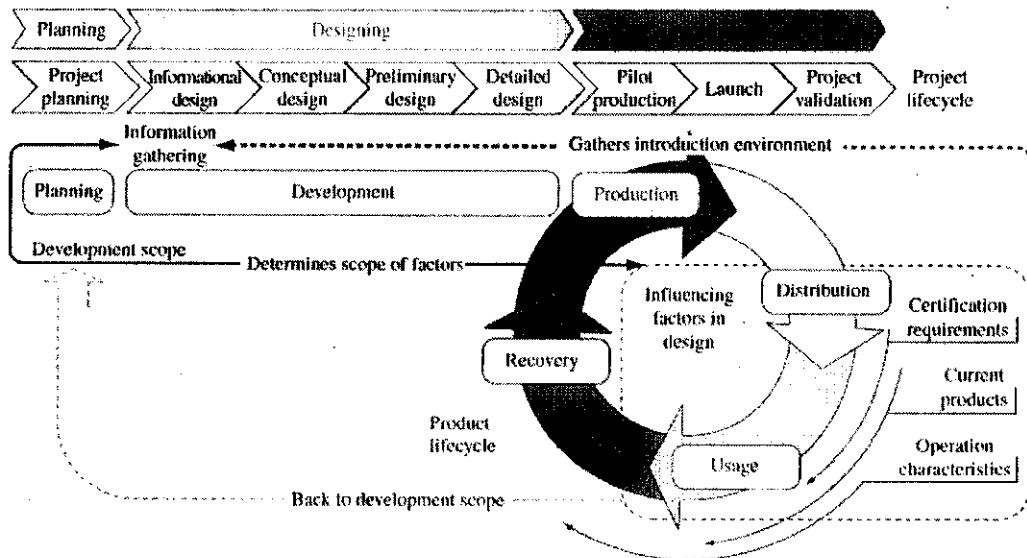 Planning
Designing
Project
planning
Informational
design
Conceptual
design
Preliminary
design
Detailed
design
Pilot
production
Launch
Project
validation
Project
lifecycle
Information
gathering
Gathers introduction environment
Planning
Development
Production
Development scope
Determines scope of factors
Influencing
factors in
design
Distribution
Certification
requirements
Recovery
Current
products
Product
lifecycle
Usage
Operation
characteristics
Back to development scope